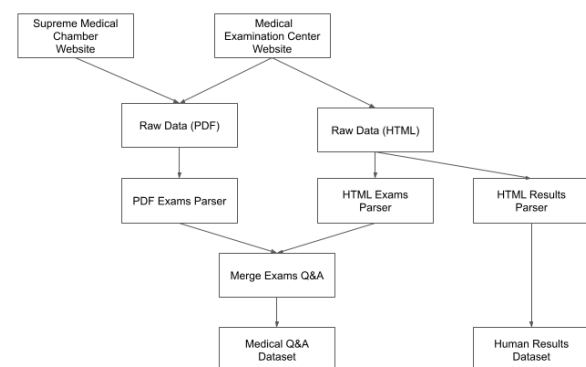 Supreme Medical
Chamber
Website
Medical
Examination Center
Website
Raw Data (PDF)
Raw Data (HTML)
PDF Exams Parser
HTML Exams
Parser
HTML Results
Parser
Merge Exams Q&A
Medical Q&A
Dataset
Human Results
Dataset